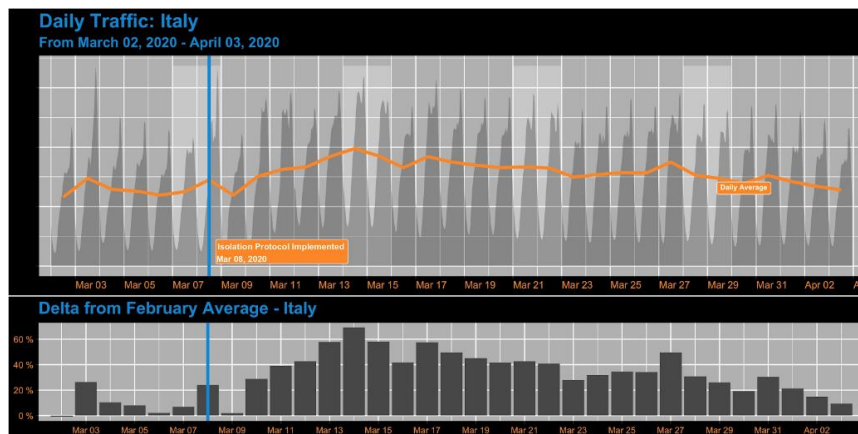 Daily Traffic: Italy
From March 02, 2020 - April 03, 2020
Daily Average
Isolation Protocol Implemented
Mar 08, 2020
Mar 03 Mar 05 Mar 07 Mar 09 Mar 11 Mar 13 Mar 15 Mar 17 Mar 19 Mar 21 Mar 23 Mar 25 Mar 27 Mar 29 Mar 31 Apr 02 A
Delta from February Average - Italy
60 %
40 %
20 %
0 %
Mar 03 Mar 05 Mar 07 Mar 09 Mar 11 Mar 13 Mar 15 Mar 17 Mar 19 Mar 21 Mar 23 Mar 25 Mar 27 Mar 29 Mar 31 Apr 02